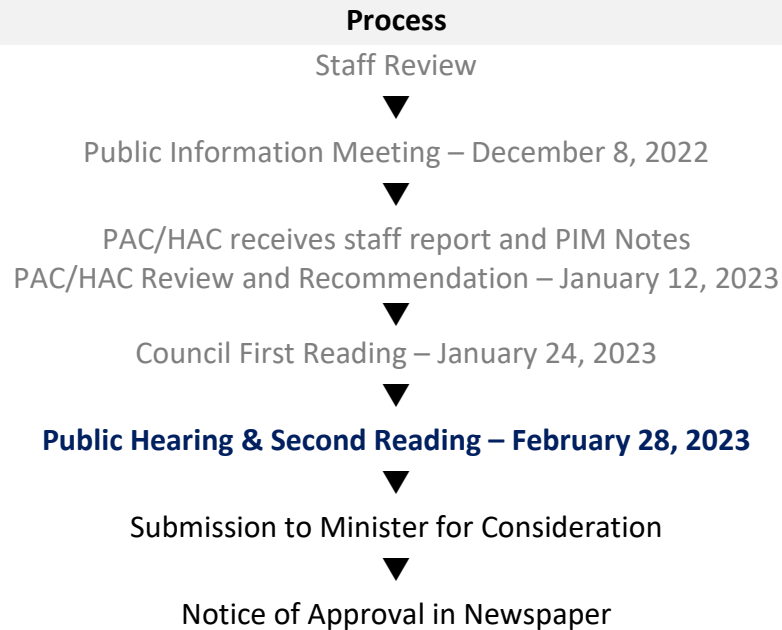 Process
Staff Review
Public Information Meeting – December 8, 2022
PAC/HAC receives staff report and PIM Notes
PAC/HAC Review and Recommendation – January 12, 2023
Council First Reading – January 24, 2023
Public Hearing & Second Reading – February 28, 2023
Submission to Minister for Consideration
Notice of Approval in Newspaper